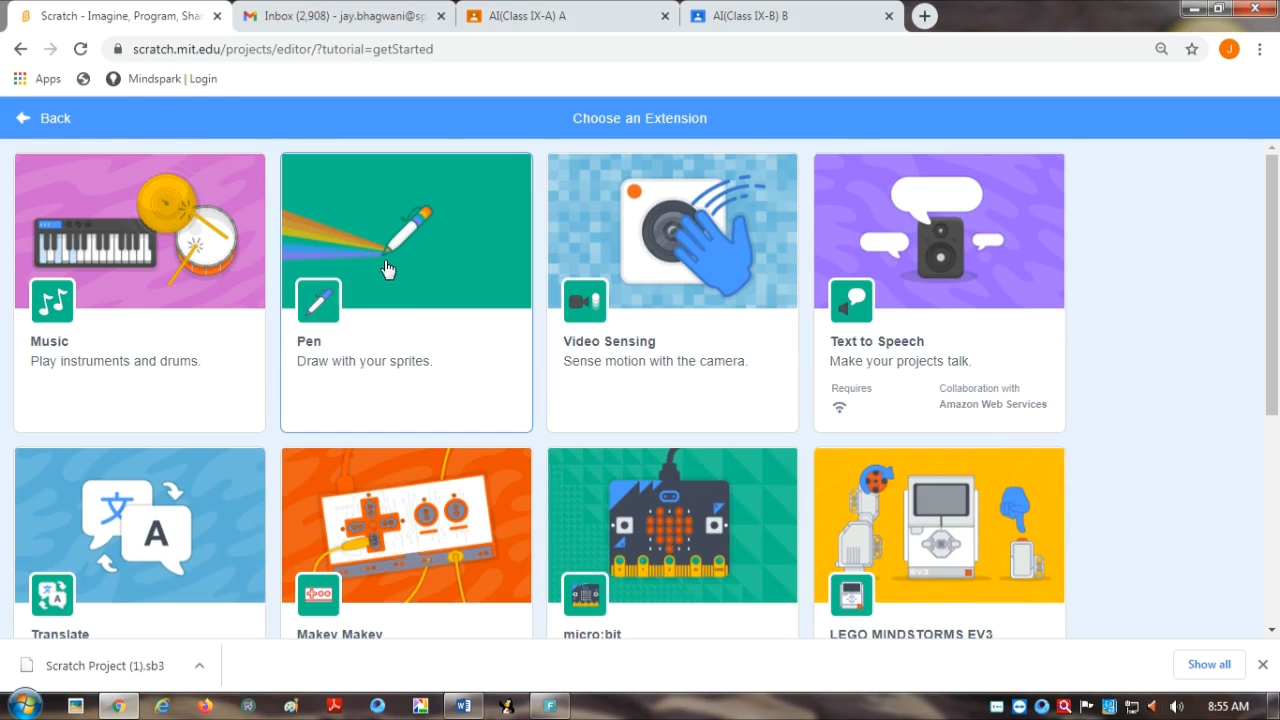 Scratch - Imagine, Program, Shar
Inbox (2,908) - jay.bhagwani@sp
AI(Class IX-A) A
AI(Class IX-B) B
scratch.mit.edu/projects/editor/?tutorial=getStarted
J
Apps
Mindspark | Login
Back
Choose an Extension
Music
Play instruments and drums.
Pen
Draw with your sprites.
Video Sensing
Sense motion with the camera.
Text to Speech
Make your projects talk.
Requires
Collaboration with
Amazon Web Services
文 A
EV3
文 A
Translate
Makey Makey
micro:bit
LEGO MINDSTORMS EV3
Scratch Project (1).sb3
Show all
8:55 AM